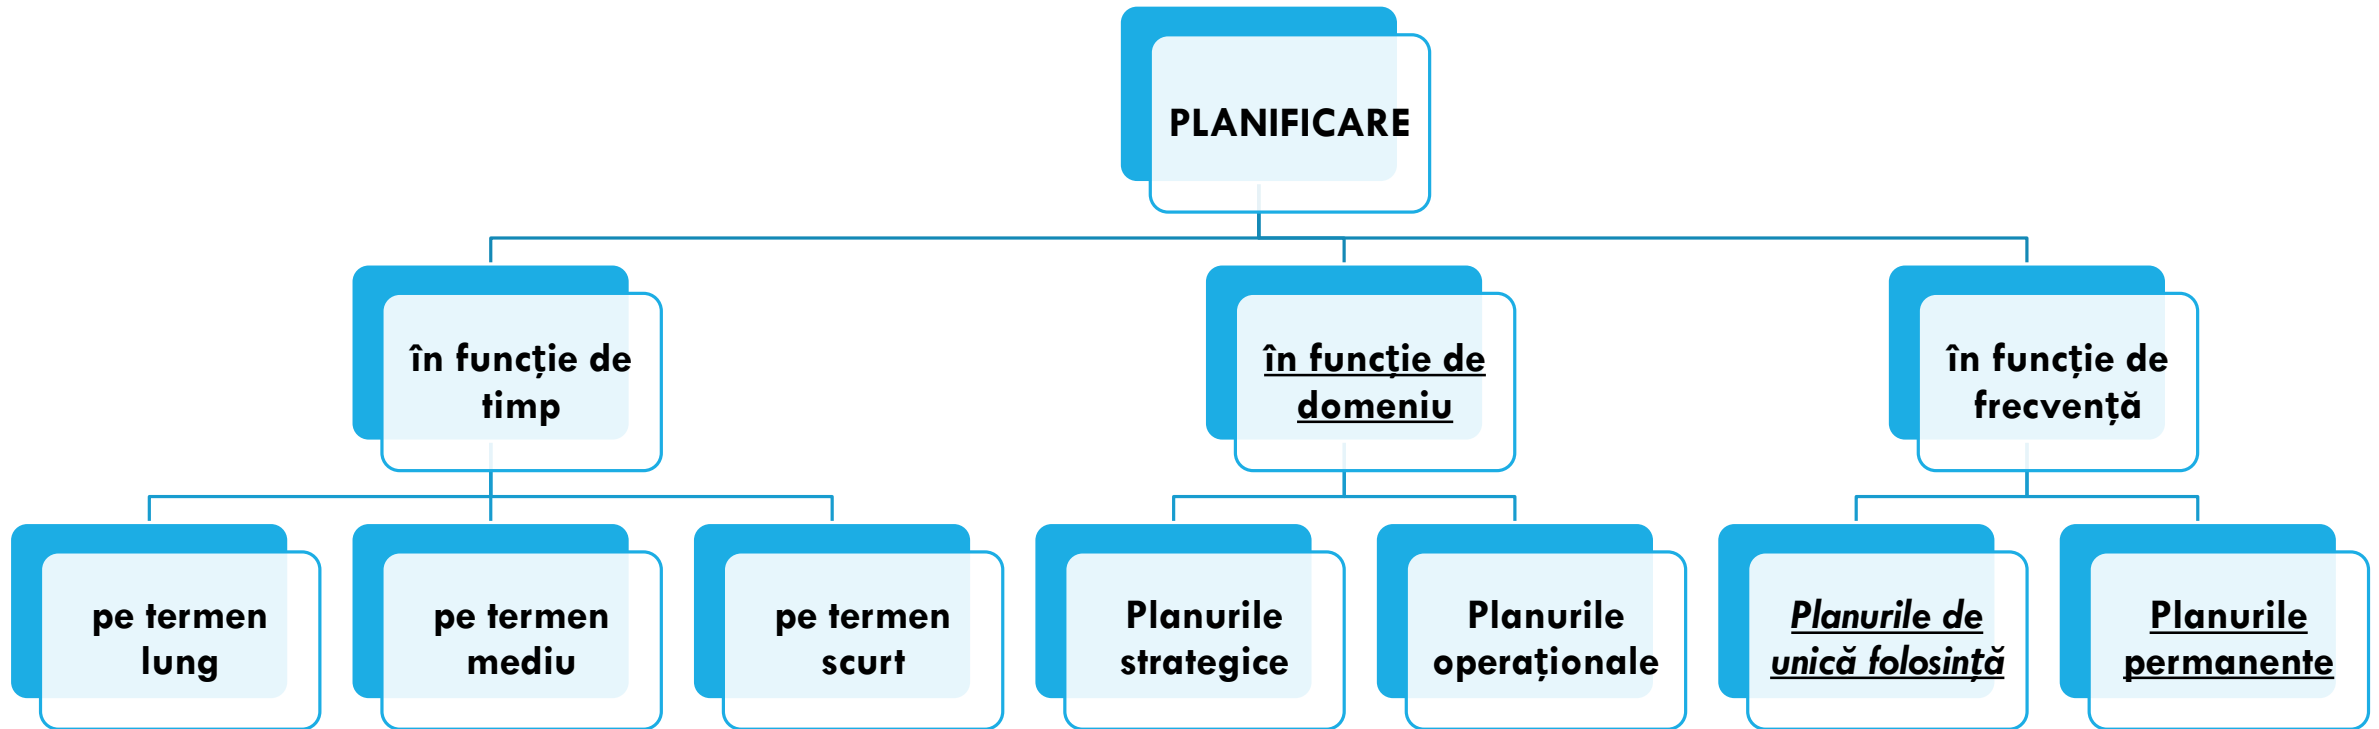 PLANIFICARE
în funcție de
timp
în funcție de
domeniu
în funcție de
frecvență
pe termen
lung
pe termen
mediu
pe termen
scurt
Planurile
strategice
Planurile
operaționale
Planurile de
unică folosință
Planurile
permanente